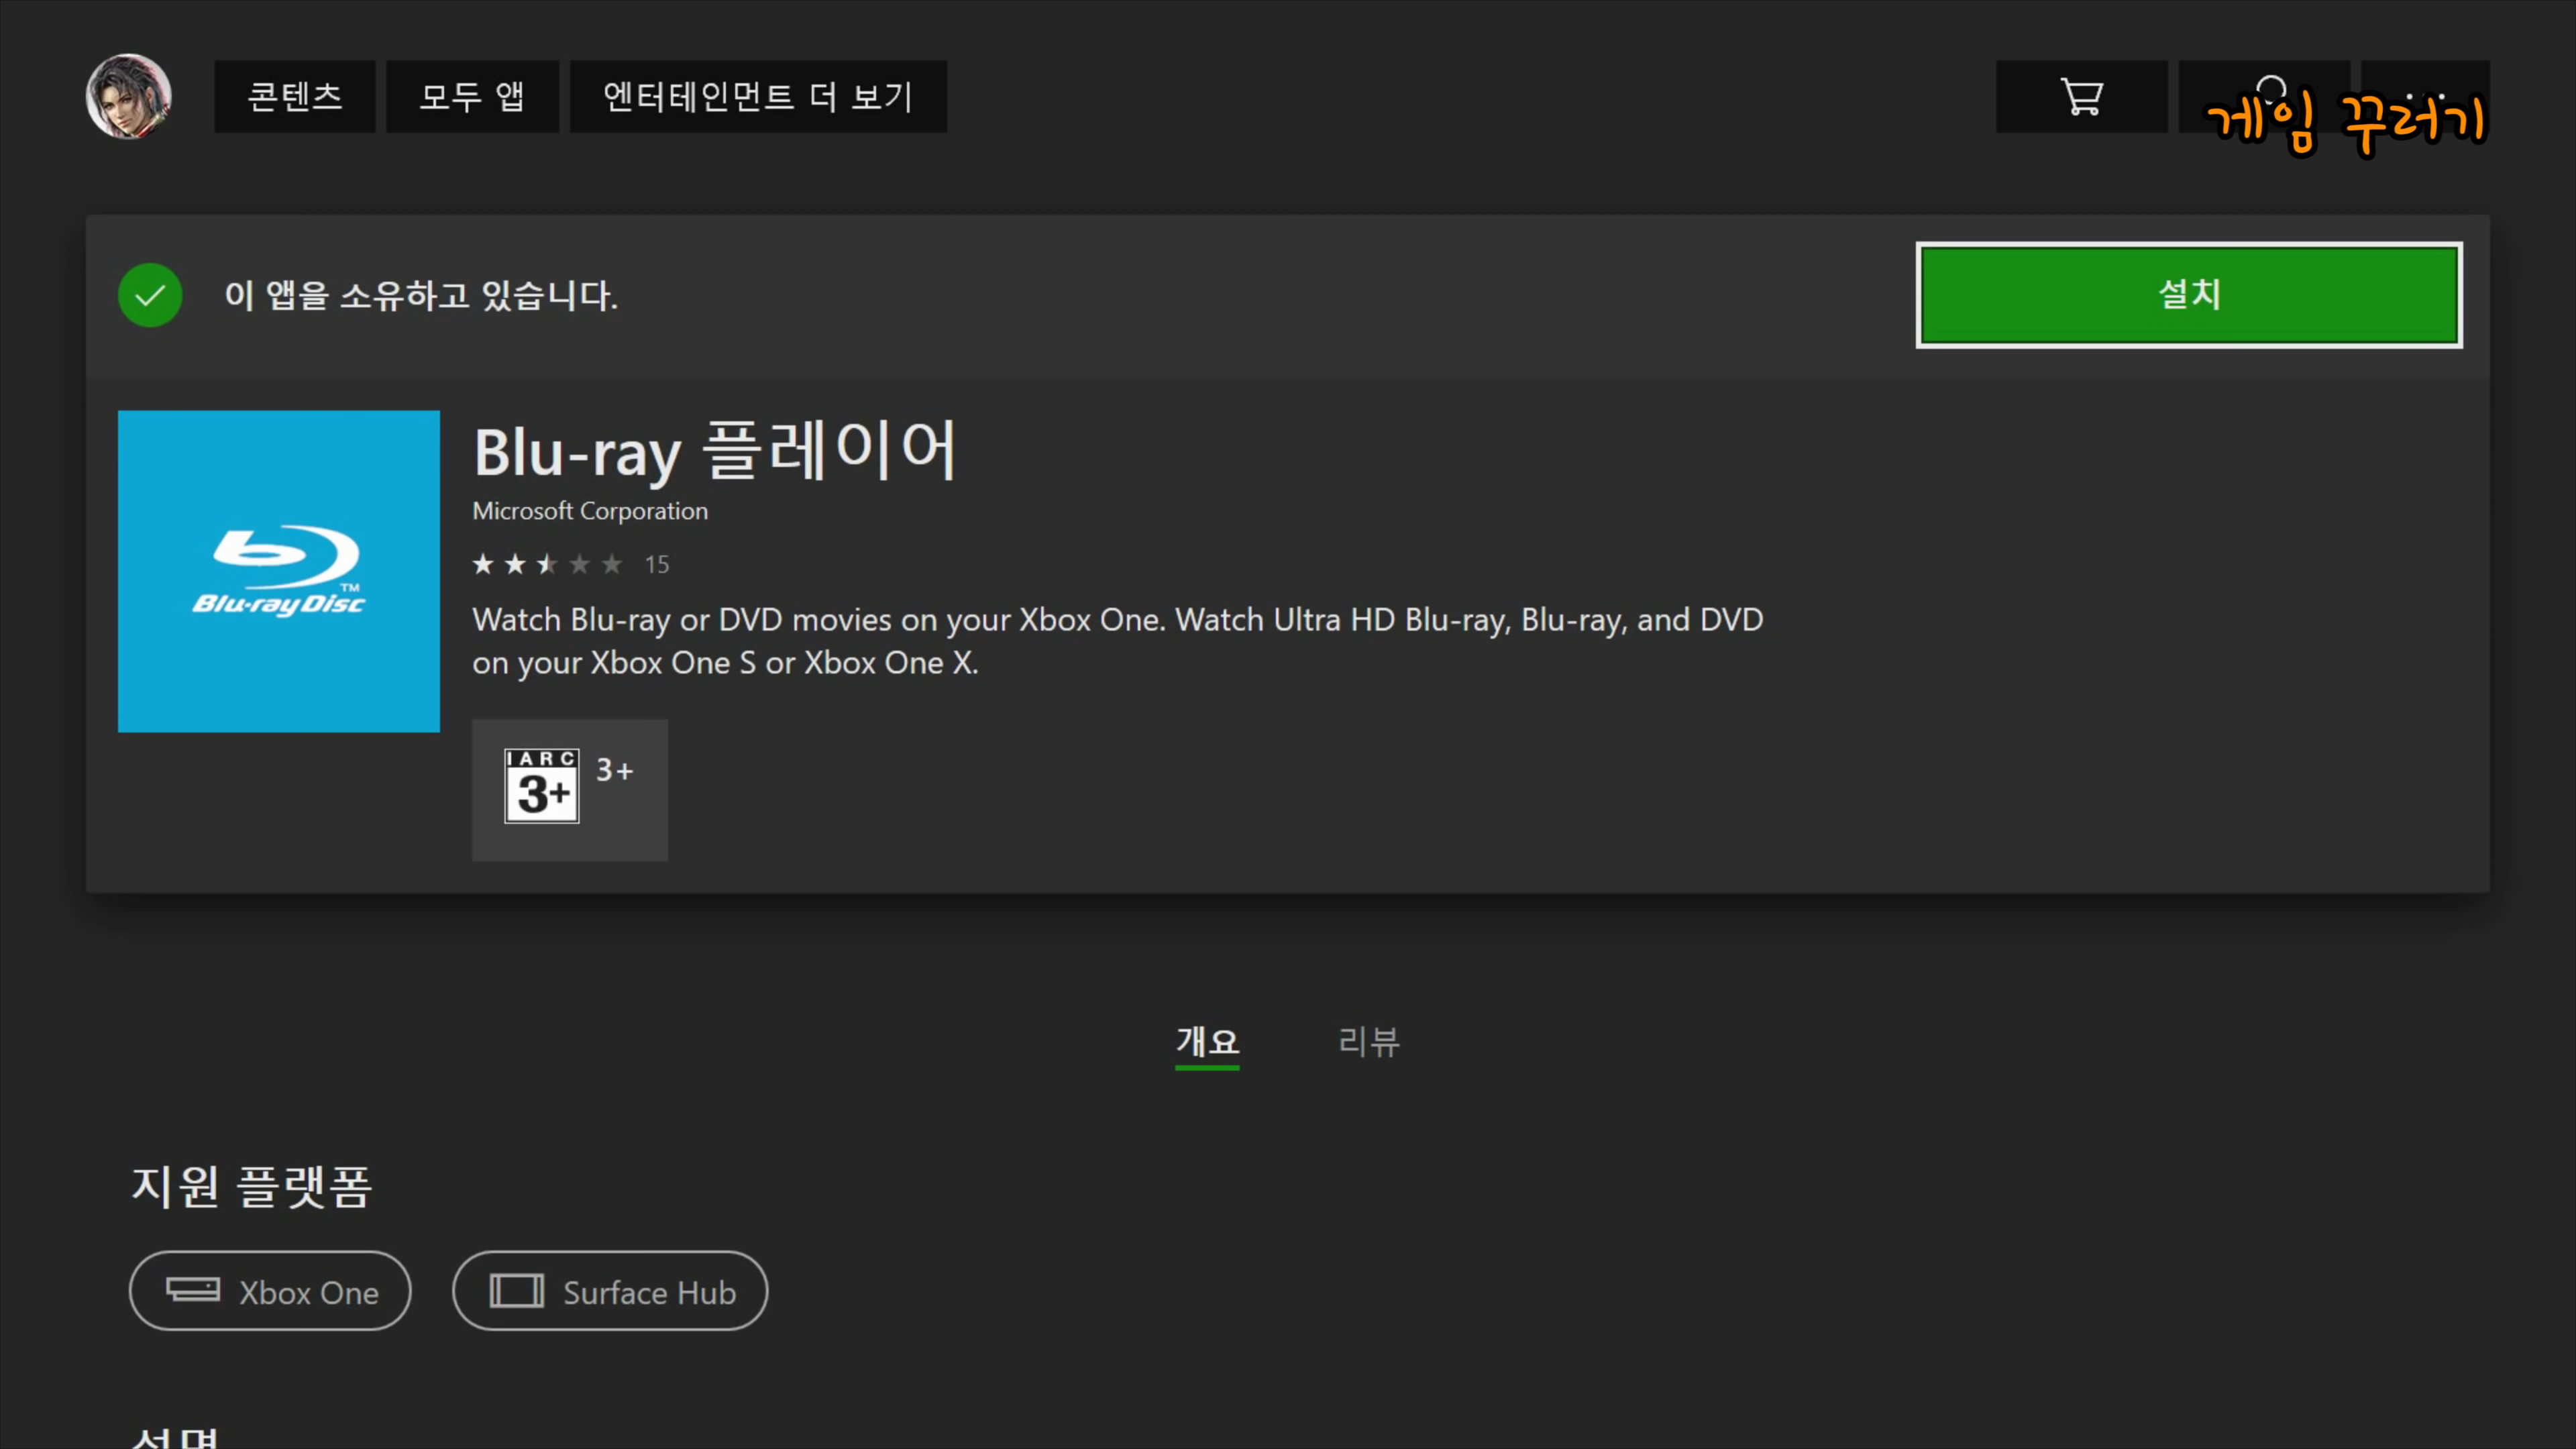 콘텐츠
모두 앱
엔터테인먼트 더 보기
게임 꾸러기
이 앱을 소유하고 있습니다.
설치
Blu-ray 플레이어
Microsoft Corporation
15
Blu-ray Disc™
Watch Blu-ray or DVD movies on your Xbox One. Watch Ultra HD Blu-ray, Blu-ray, and DVD
on your Xbox One S or Xbox One X.
IARC
3+
3+
개요
리뷰
지원 플랫폼
Xbox One
Surface Hub